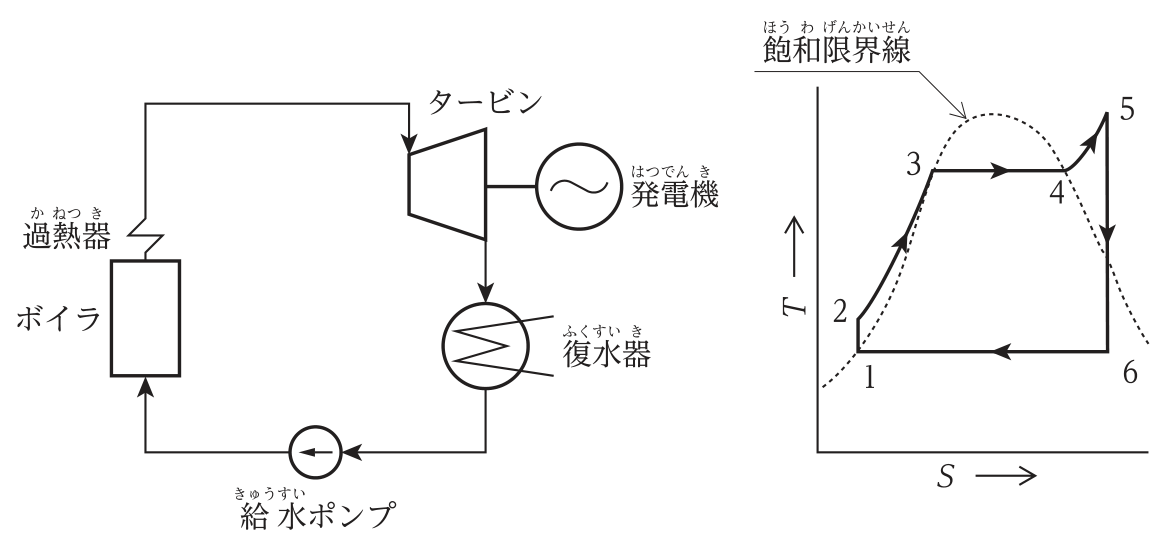 タービン
はつでんき
発電機
かねつき
過熱器
ボイラ
ふくすいき
復水器
きゅうすい
給水ポンプ
ほうわげんかいせん
飽和限界線
T
S
1
2
3
4
5
6